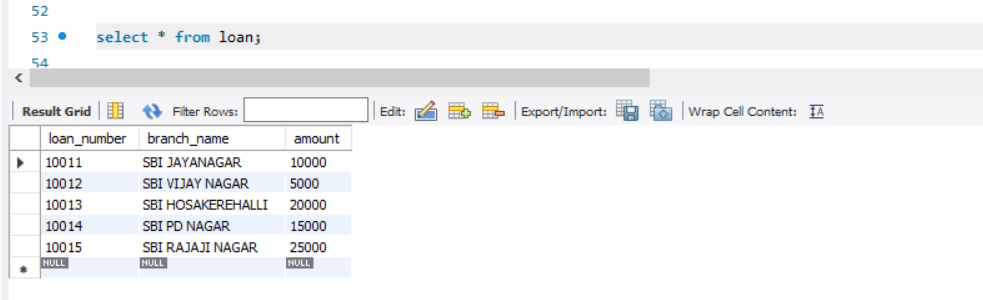 52
53 select * from loan;
54
Result Grid Filter Rows: Edit: Export/Import: Wrap Cell Content: IA
loan_number branch_name amount
10011 SBI JAYANAGAR 10000
10012 SBI VIJAY NAGAR 5000
10013 SBI HOSAKEREHALLI 20000
10014 SBI PD NAGAR 15000
10015 SBI RAJAJI NAGAR 25000
NULL NULL NULL